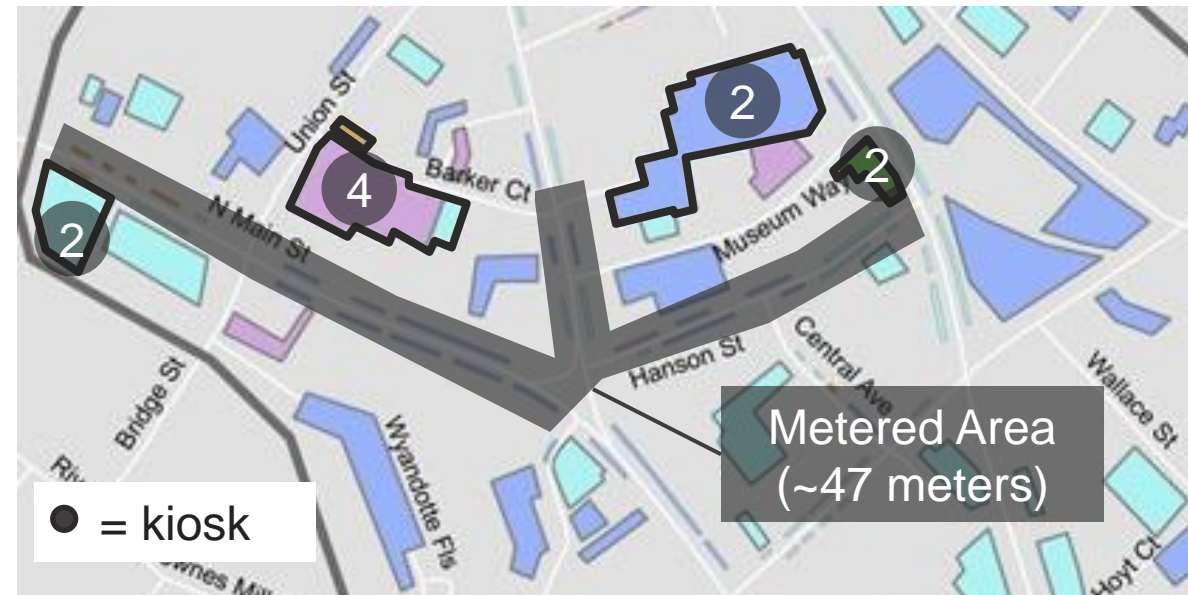 2
2
Union St
4
Barker Ct
Museum Way
2
N Main St
Hanson St
Central Ave
Wallace St
Bridge St
Wyandotte Fls
Metered Area
(~47 meters)
= kiosk
Hoyt Ct